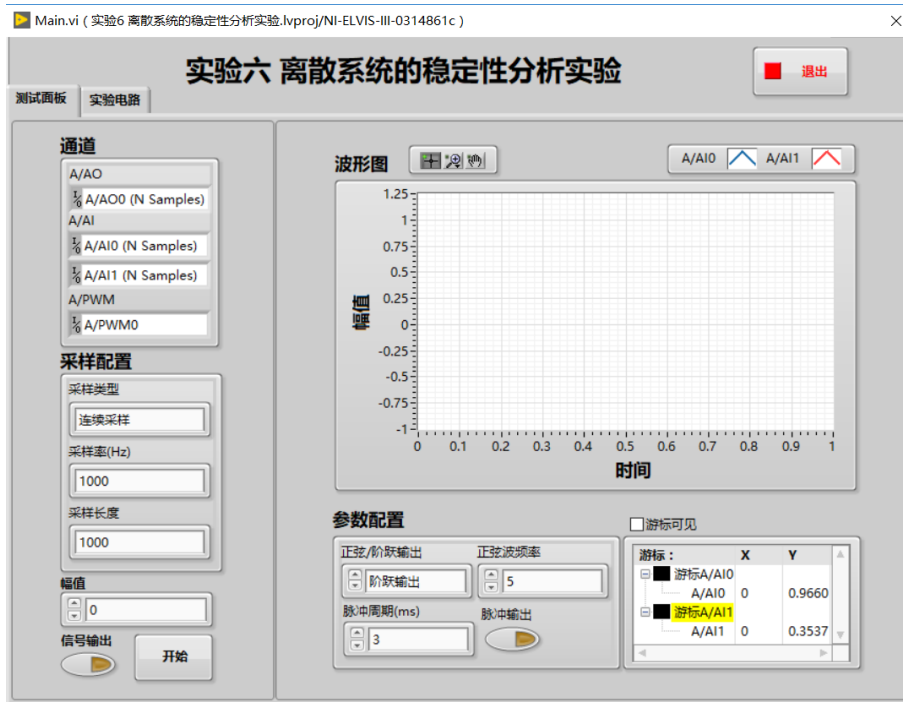 Main.vi（实验6 离散系统的稳定性分析实验.lvproj/NI-ELVIS-III-0314861c）
实验六 离散系统的稳定性分析实验
退出
测试面板
实验电路
通道
A/AO
A/AO0 (N Samples)
A/AI
A/AI0 (N Samples)
A/AI1 (N Samples)
A/PWM
A/PWM0
采样配置
采样类型
连续采样
采样率(Hz)
1000
采样长度
1000
幅值
0
信号输出
开始
波形图
A/AI0 A/AI1
1.25
1
0.75
0.5
0.25
0
-0.25
-0.5
-0.75
-1
幅值
0 0.1 0.2 0.3 0.4 0.5 0.6 0.7 0.8 0.9 1
时间
参数配置
正弦/阶跃输出 正弦波频率
阶跃输出 5
脉冲周期(ms) 脉冲输出
3
游标可见
游标： X Y
游标A/AI0
A/AI0 0 0.9660
游标A/AI1
A/AI1 0 0.3537